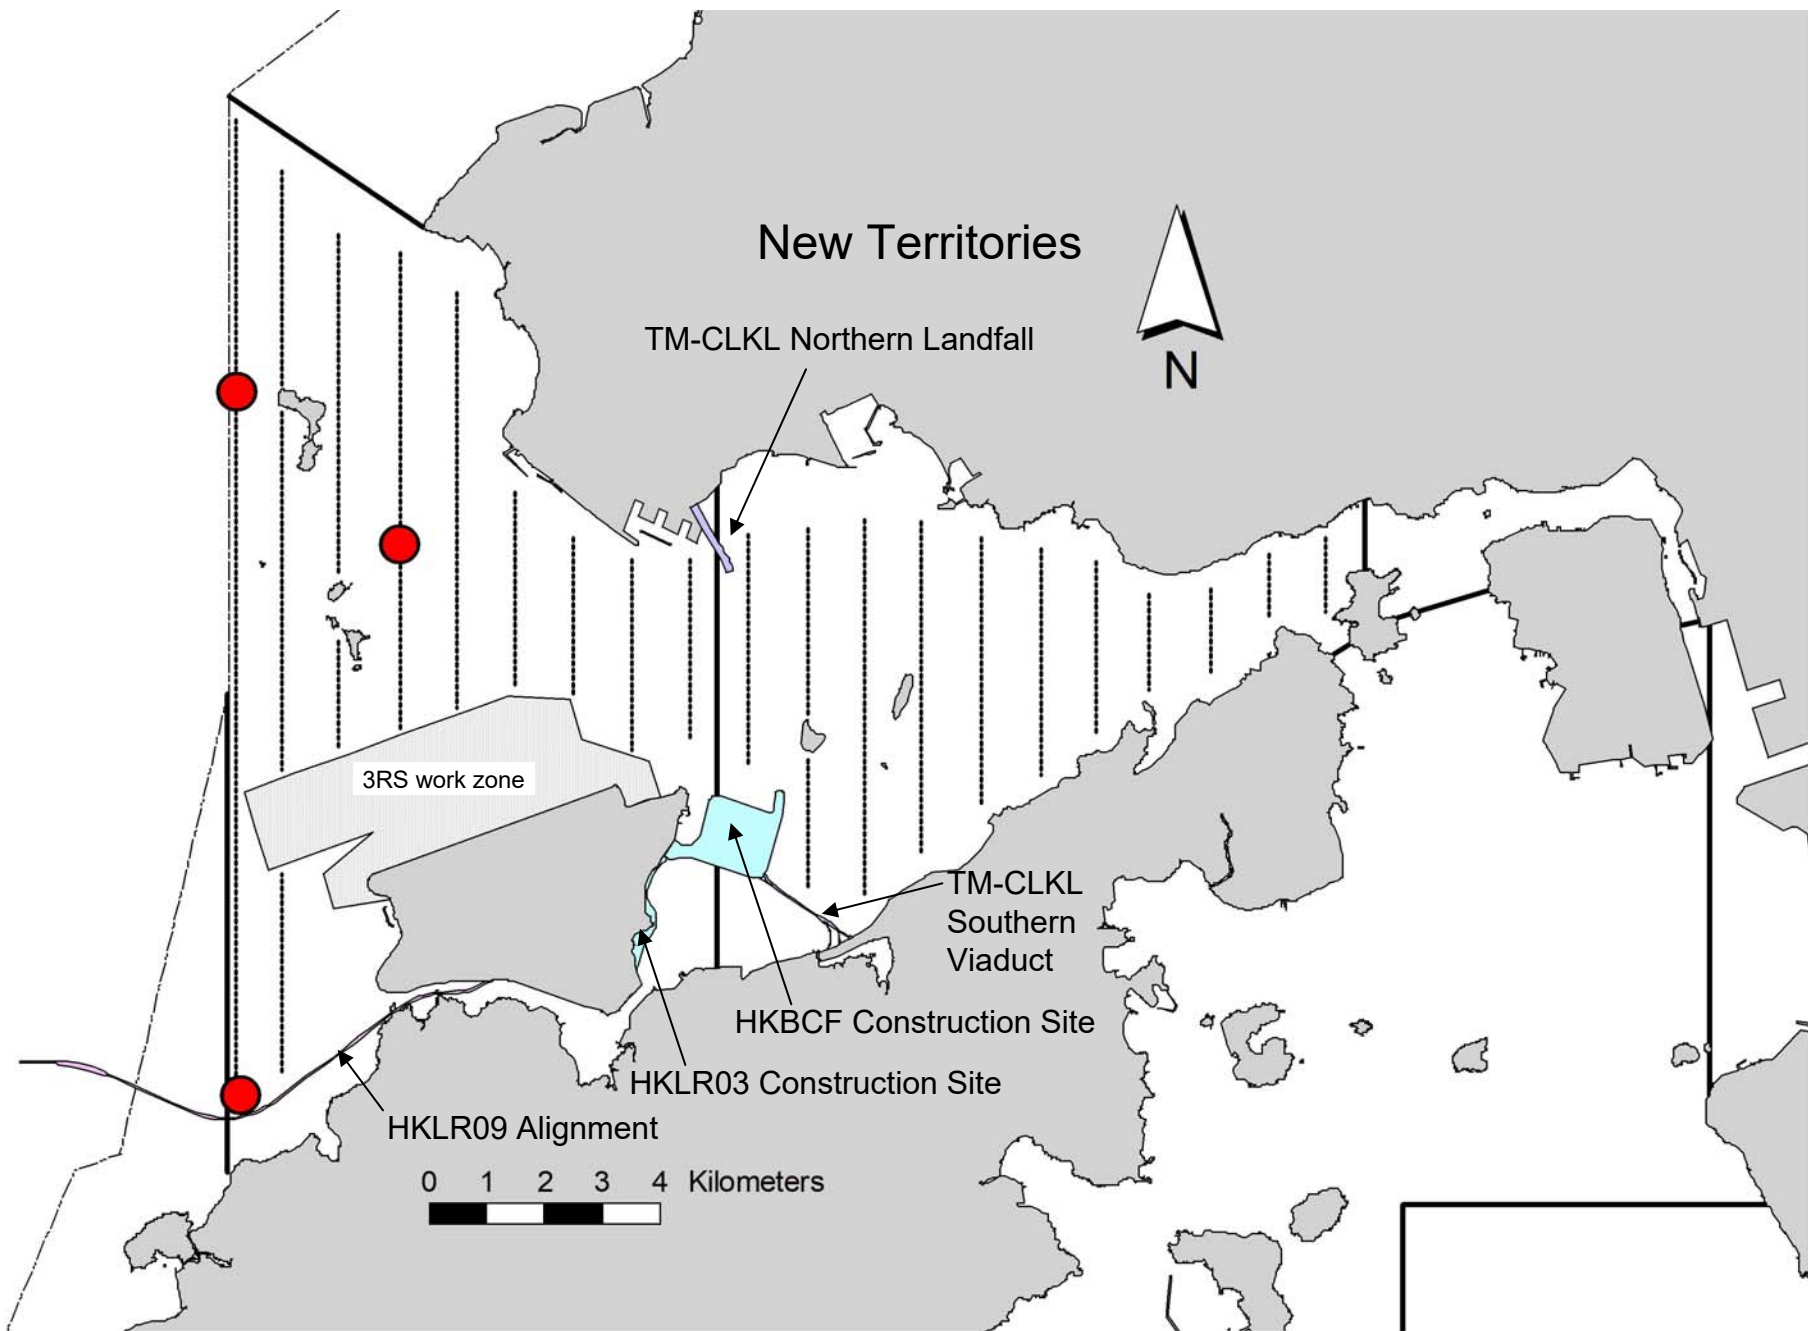 New Territories
TM-CLKL Northern Landfall
N
3RS work zone
TM-CLKL
Southern
Viaduct
HKBCF Construction Site
HKLR03 Construction Site
HKLR09 Alignment
0 1 2 3 4 Kilometers